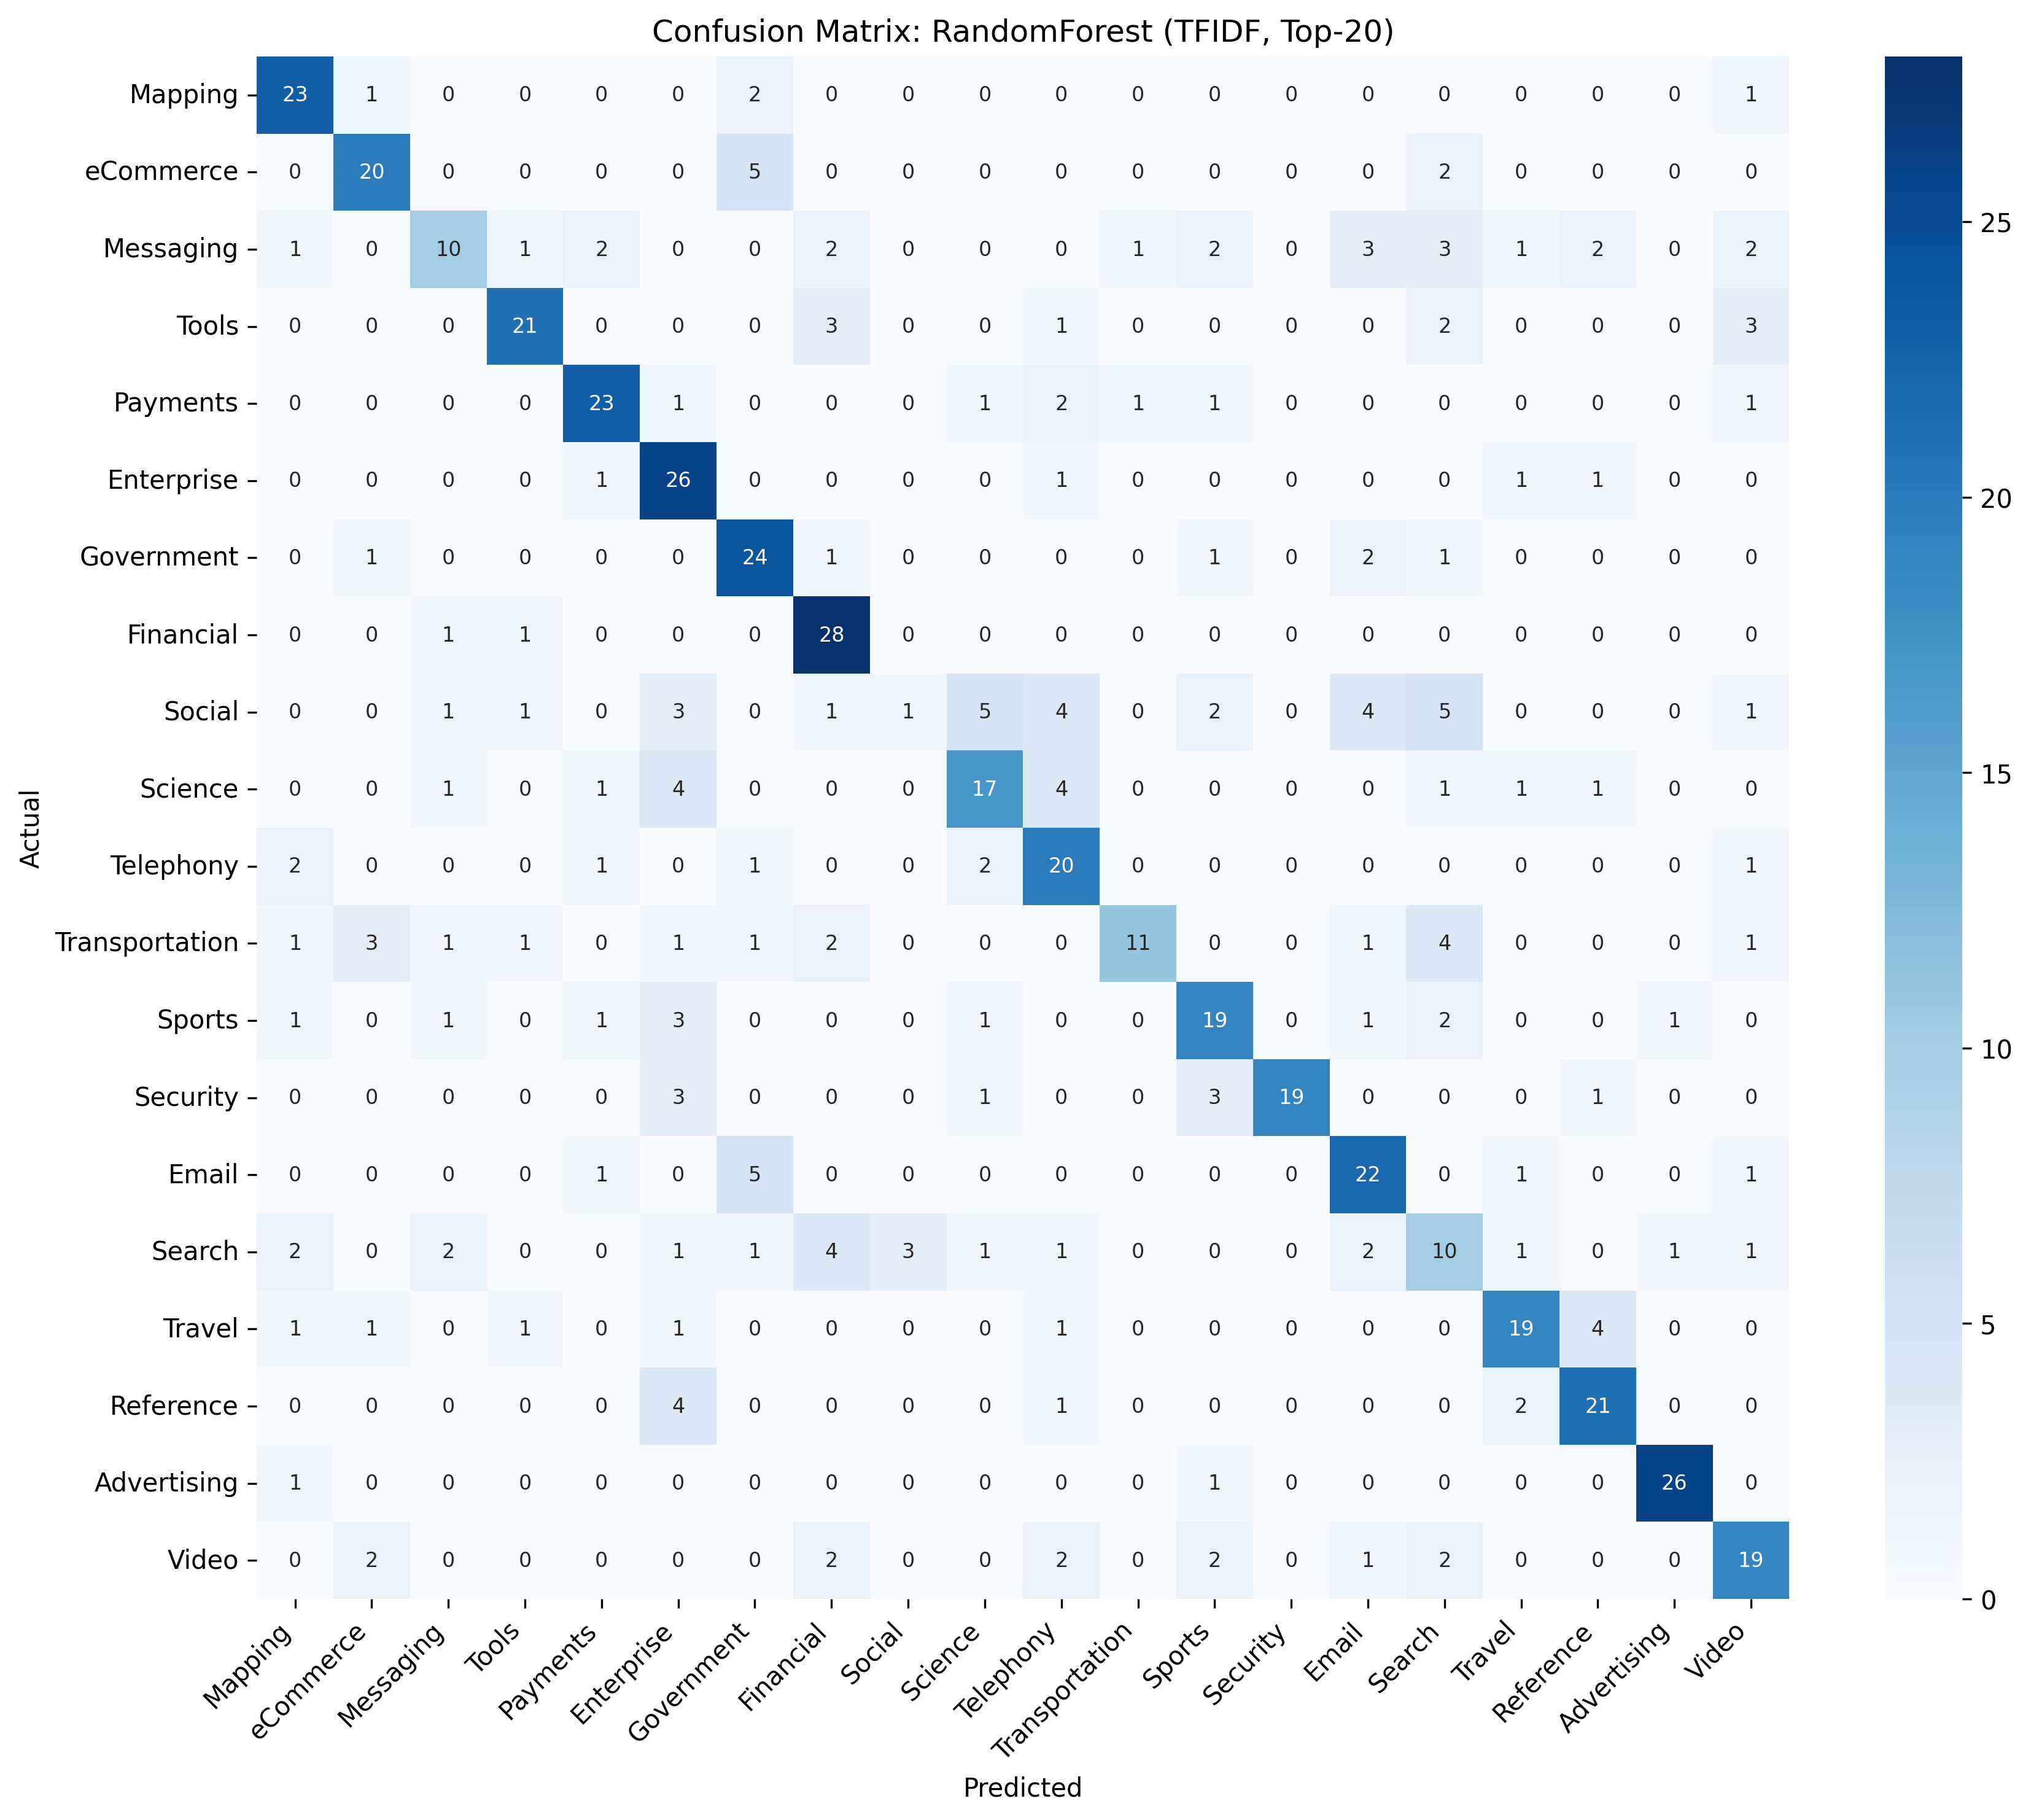 Confusion Matrix: RandomForest (TFIDF, Top-20)
Mapping 23 1 0 0 0 0 2 0 0 0 0 0 0 0 0 0 0 0 0 1
eCommerce 0 20 0 0 0 0 5 0 0 0 0 0 0 0 0 2 0 0 0 0
Messaging 1 0 10 1 2 0 0 2 0 0 0 1 2 0 3 3 1 2 0 2
Tools 0 0 0 21 0 0 0 3 0 0 1 0 0 0 0 2 0 0 0 3
Payments 0 0 0 0 23 1 0 0 0 1 2 1 1 0 0 0 0 0 0 1
Enterprise 0 0 0 0 1 26 0 0 0 0 1 0 0 0 0 0 1 1 0 0
Government 0 1 0 0 0 0 24 1 0 0 0 0 1 0 2 1 0 0 0 0
Financial 0 0 1 1 0 0 0 28 0 0 0 0 0 0 0 0 0 0 0 0
Social 0 0 1 1 0 3 0 1 1 5 4 0 2 0 4 5 0 0 0 1
Science 0 0 1 0 1 4 0 0 0 17 4 0 0 0 0 1 1 1 0 0
Telephony 2 0 0 0 1 0 1 0 0 2 20 0 0 0 0 0 0 0 0 1
Transportation 1 3 1 1 0 1 1 2 0 0 0 11 0 0 1 4 0 0 0 1
Sports 1 0 1 0 1 3 0 0 0 1 0 0 19 0 1 2 0 0 1 0
Security 0 0 0 0 0 3 0 0 0 1 0 0 3 19 0 0 0 1 0 0
Email 0 0 0 0 1 0 5 0 0 0 0 0 0 0 22 0 1 0 0 1
Search 2 0 2 0 0 1 1 4 3 1 1 0 0 0 2 10 1 0 1 1
Travel 1 1 0 1 0 1 0 0 0 0 1 0 0 0 0 0 19 4 0 0
Reference 0 0 0 0 0 4 0 0 0 0 1 0 0 0 0 0 2 21 0 0
Advertising 1 0 0 0 0 0 0 0 0 0 0 0 1 0 0 0 0 0 26 0
Video 0 2 0 0 0 0 0 2 0 0 2 0 2 0 1 2 0 0 0 19
Mapping eCommerce Messaging Tools Payments Enterprise Government Financial Social Science Telephony Transportation Sports Security Email Search Travel Reference Advertising Video
Predicted
Actual
25
20
15
10
5
0